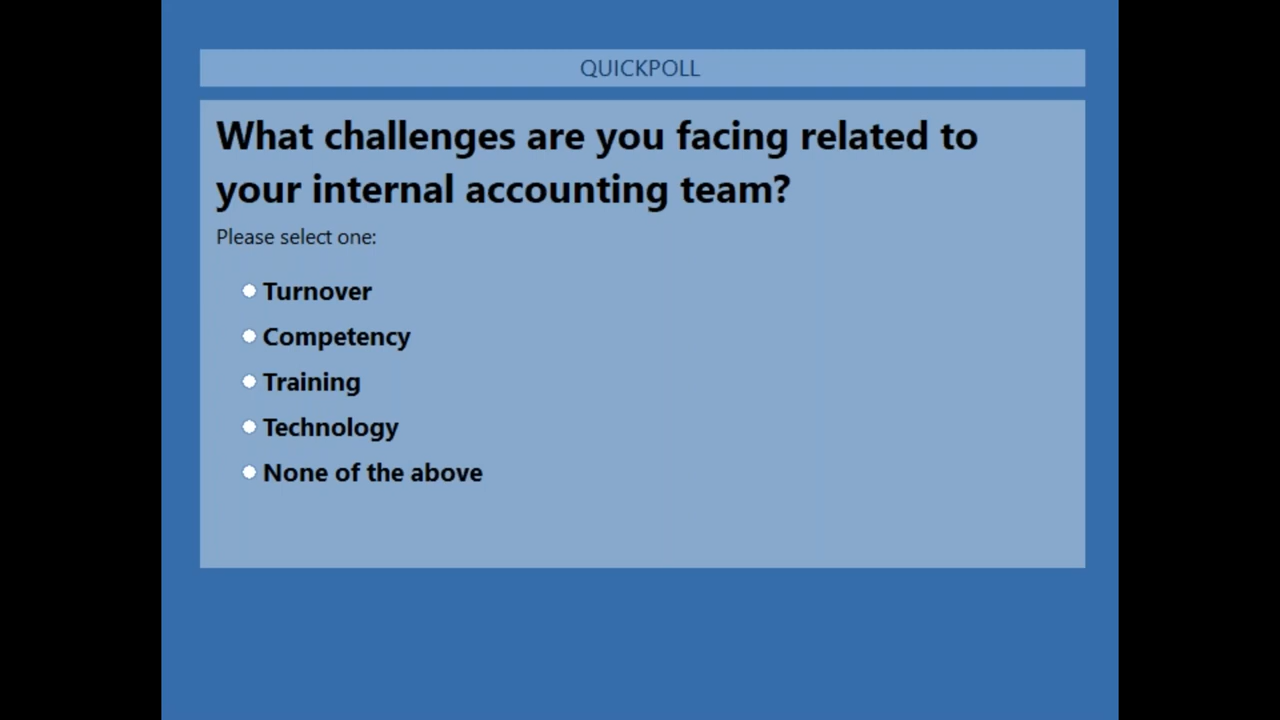 QUICKPOLL
What challenges are you facing related to
your internal accounting team?
Please select one:
Turnover
Competency
Training
Technology
None of the above